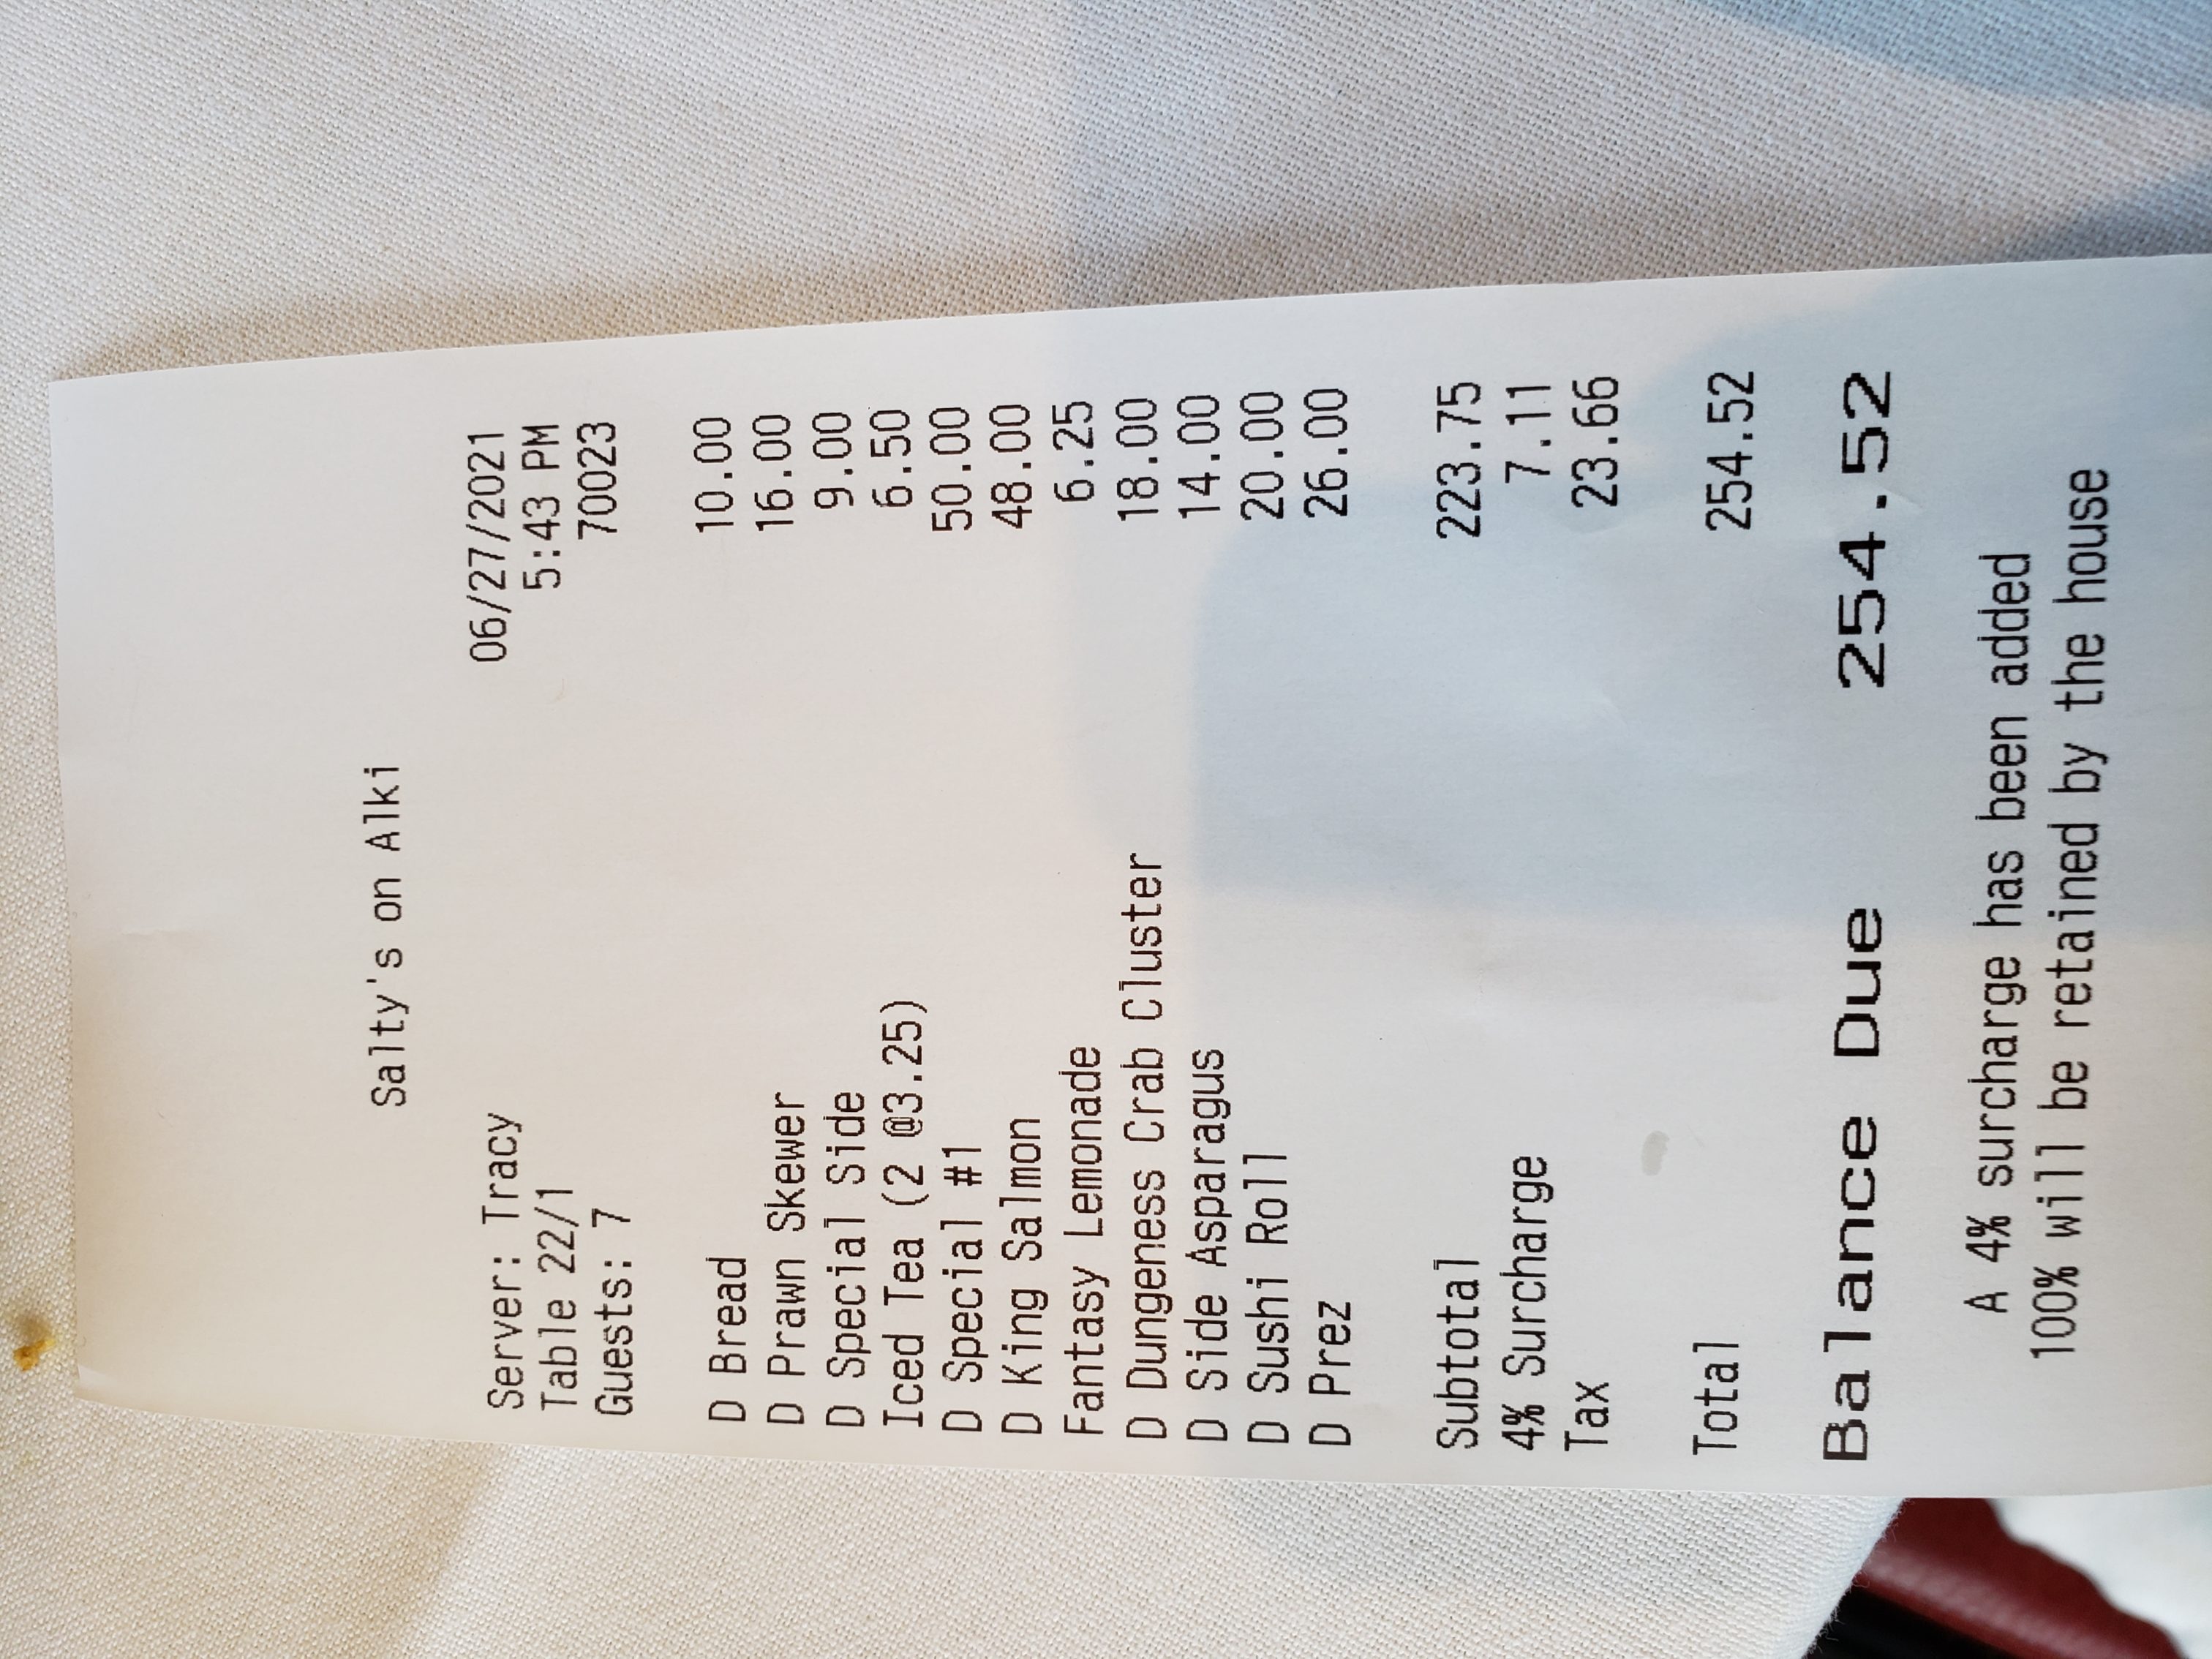 Salty's on Alki
Server: Tracy 06/27/2021
Table 22/1 5:43 PM
Guests: 7 70023
D Bread 10.00
D Prawn Skewer 16.00
D Special Side 9.00
Iced Tea (2 @3.25) 6.50
D Special #1 50.00
D King Salmon 48.00
Fantasy Lemonade 6.25
D Dungeness Crab Cluster 18.00
D Side Asparagus 14.00
D Sushi Roll 20.00
D Prez 26.00
Subtotal 223.75
4% Surcharge 7.11
Tax 23.66
Total 254.52
Balance Due 254.52
A 4% surcharge has been added
100% will be retained by the house